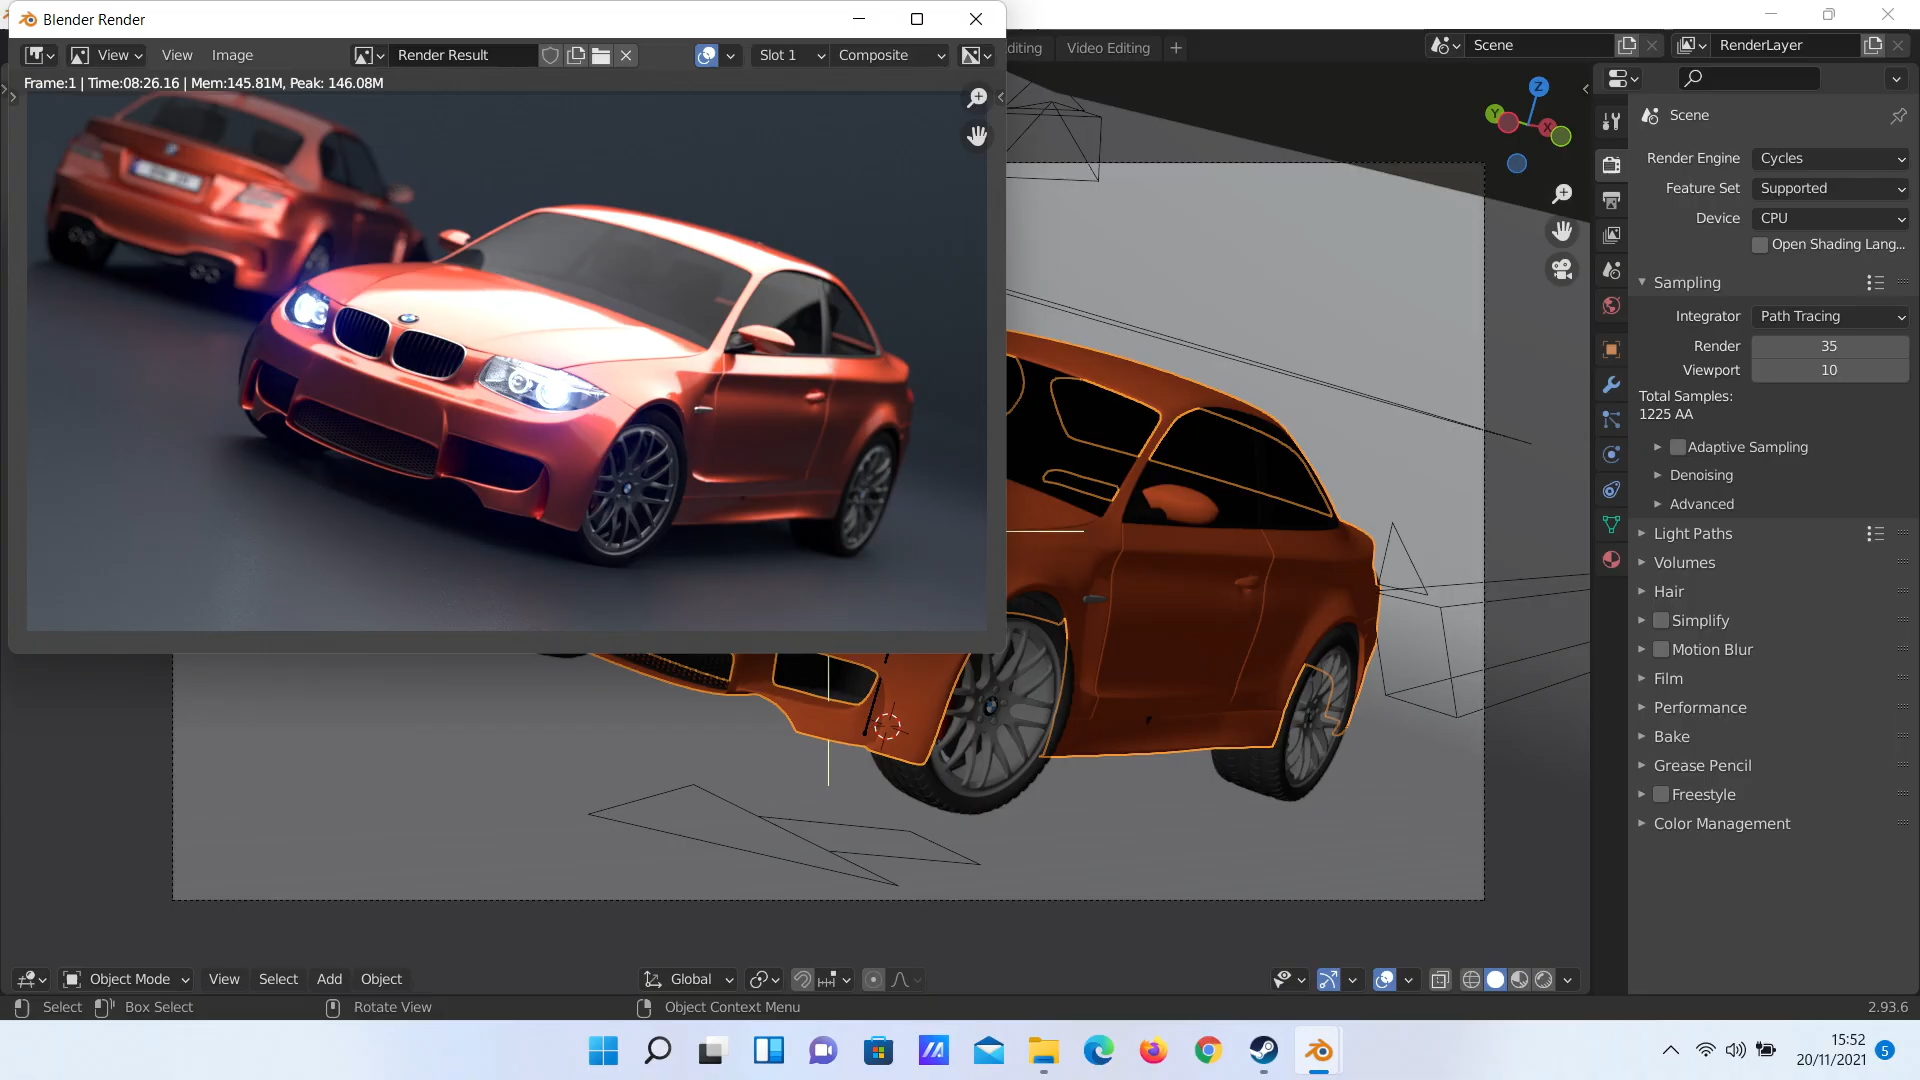 Blender Render
View
View
Image
Render Result
Slot 1
Composite
Frame:1 | Time:08:26.16 | Mem:145.81M, Peak: 146.08M
diting
Video Editing
Scene
RenderLayer
Z
Y
X
Scene
Render Engine
Cycles
Feature Set
Supported
Device
CPU
Open Shading Lang...
Sampling
Integrator
Path Tracing
Render
35
Viewport
10
Total Samples:
1225 AA
Adaptive Sampling
Denoising
Advanced
Light Paths
Volumes
Hair
Simplify
Motion Blur
Film
Performance
Bake
Grease Pencil
Freestyle
Color Management
Object Mode
View
Select
Add
Object
Global
Select
Box Select
Rotate View
Object Context Menu
2.93.6
15:52
20/11/2021
5